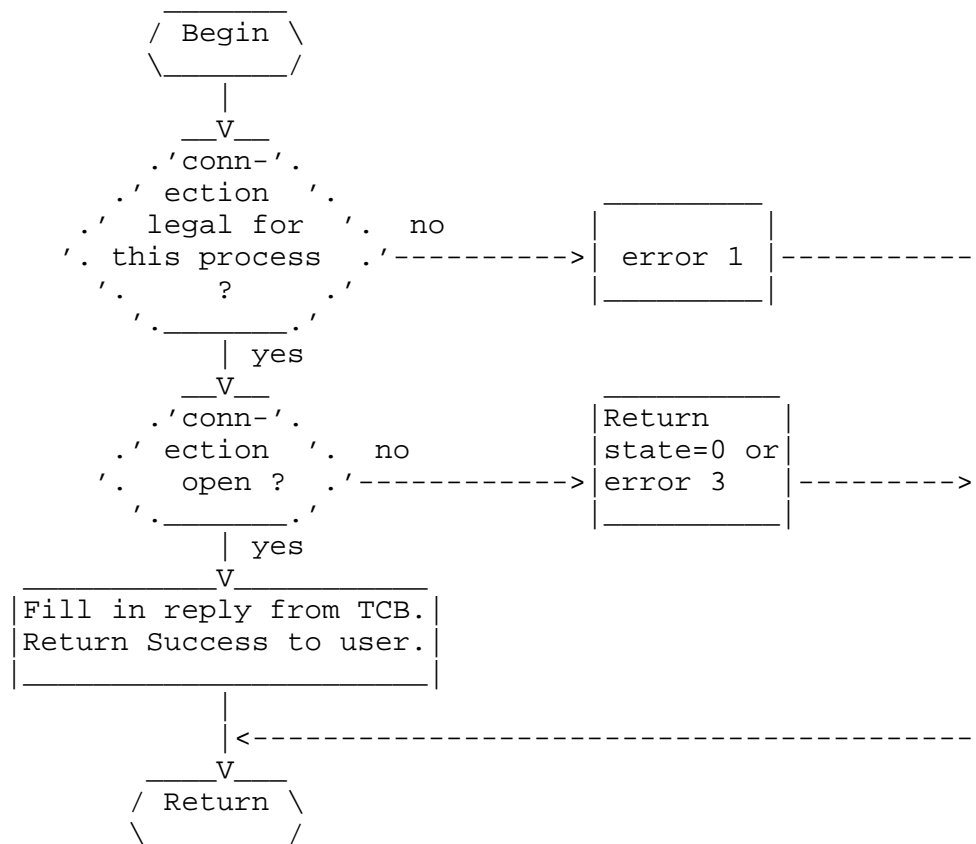 Begin
conn-
ection
legal for
no
this process
error 1
?
yes
conn-
Return
ection
no
state=0 or
open ?
error 3
yes
Fill in reply from TCB.
Return Success to user.
Return